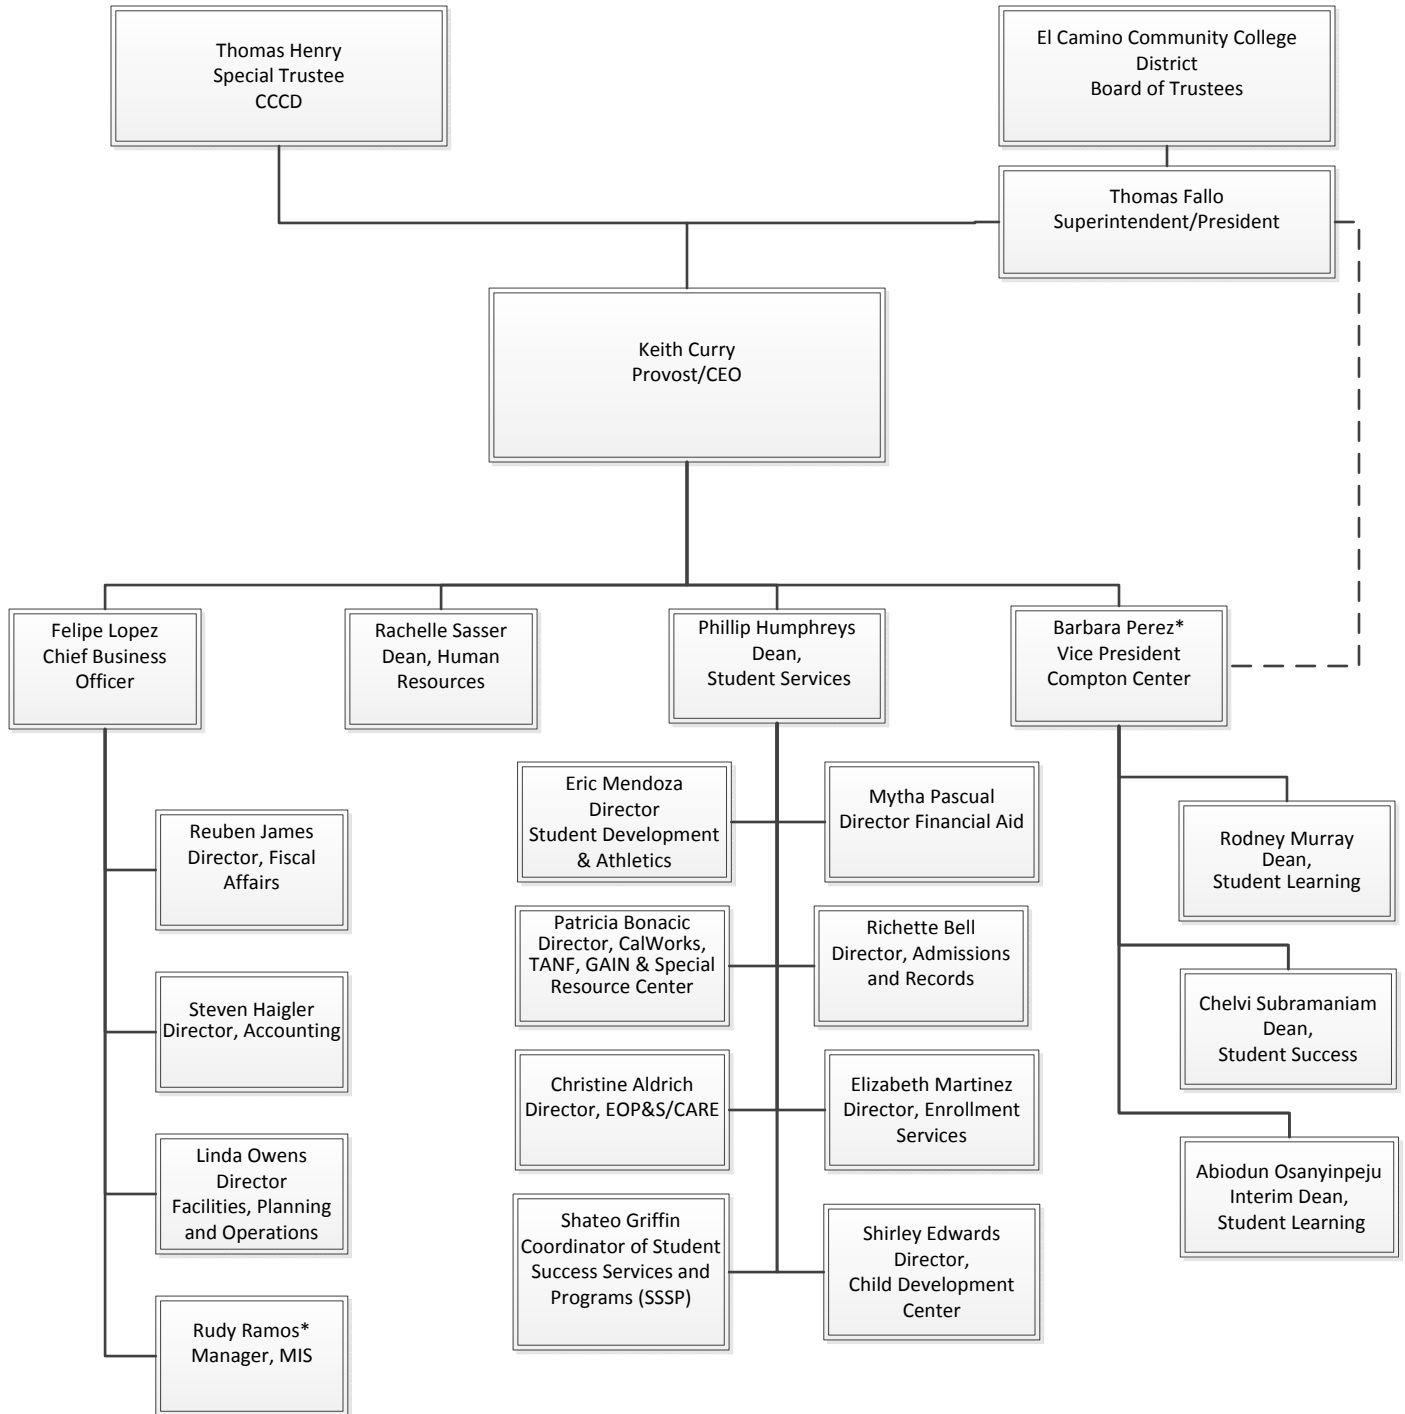 Thomas Henry
Special Trustee
CCCD
El Camino Community College
District
Board of Trustees
Thomas Fallo
Superintendent/President
Keith Curry
Provost/CEO
Felipe Lopez
Chief Business
Officer
Rachelle Sasser
Dean, Human
Resources
Phillip Humphreys
Dean,
Student Services
Barbara Perez*
Vice President
Compton Center
Reuben James
Director, Fiscal
Affairs
Steven Haigler
Director, Accounting
Linda Owens
Director
Facilities, Planning
and Operations
Rudy Ramos*
Manager, MIS
Eric Mendoza
Director
Student Development
& Athletics
Mytha Pascual
Director Financial Aid
Patricia Bonacic
Director, CalWorks,
TANF, GAIN & Special
Resource Center
Richette Bell
Director, Admissions
and Records
Christine Aldrich
Director, EOP&S/CARE
Elizabeth Martinez
Director, Enrollment
Services
Shateo Griffin
Coordinator of Student
Success Services and
Programs (SSSP)
Shirley Edwards
Director,
Child Development
Center
Rodney Murray
Dean,
Student Learning
Chelvi Subramaniam
Dean,
Student Success
Abiodun Osanyinpeju
Interim Dean,
Student Learning